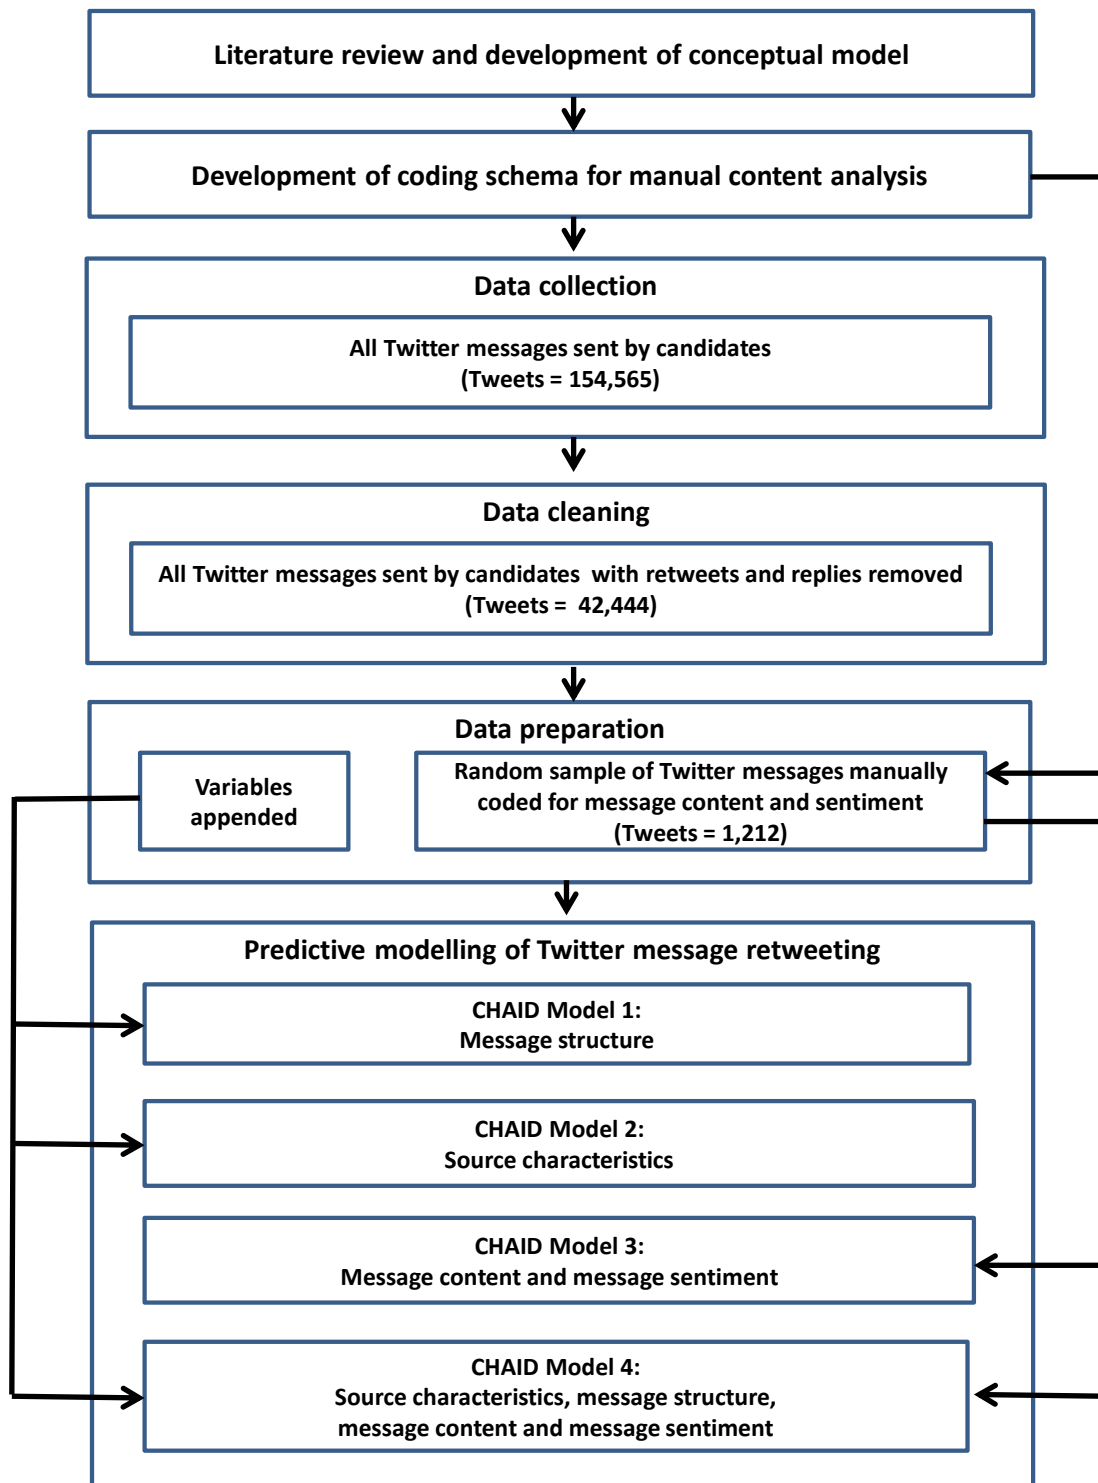 Literature review and development of conceptual model
Development of coding schema for manual content analysis
Data collection
All Twitter messages sent by candidates
(Tweets = 154,565)
Data cleaning
All Twitter messages sent by candidates  with retweets and replies removed
(Tweets =  42,444)
Data preparation
Variables
appended
Random sample of Twitter messages manually
coded for message content and sentiment
(Tweets = 1,212)
Predictive modelling of Twitter message retweeting
CHAID Model 1:
Message structure
CHAID Model 2:
Source characteristics
CHAID Model 3:
Message content and message sentiment
CHAID Model 4:
Source characteristics, message structure,
message content and message sentiment